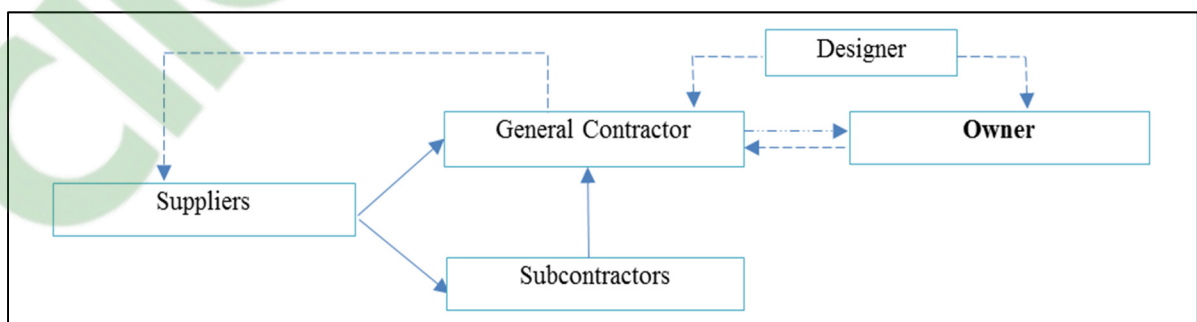 Designer
General Contractor
Owner
Suppliers
Subcontractors